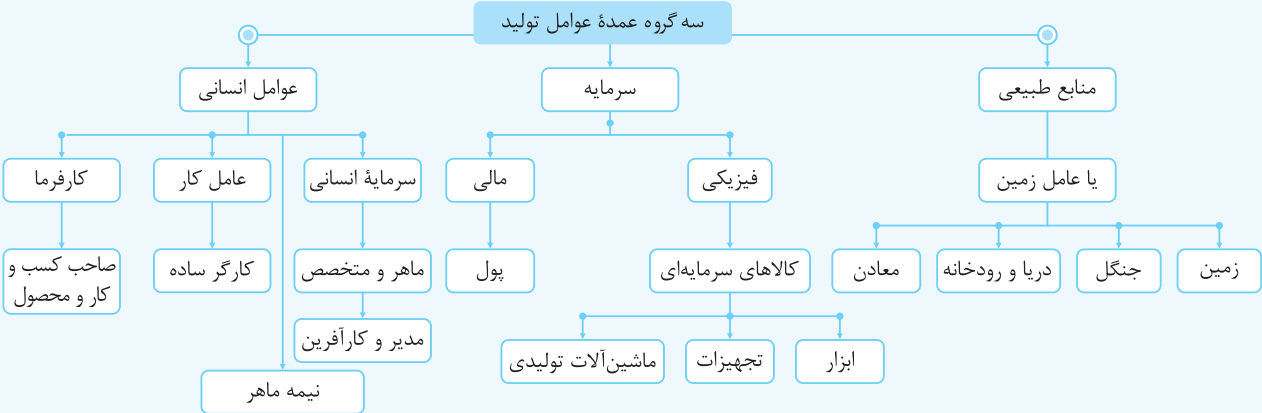 سه گروه عمدهٔ عوامل تولید
منابع طبیعی
سرمایه
عوامل انسانی
یا عامل زمین
فیزیکی
مالی
سرمایهٔ انسانی
عامل کار
کارفرما
زمین
جنگل
دریا و رودخانه
معادن
کالاهای سرمایه‌ای
پول
ماهر و متخصص
کارگر ساده
صاحب کسب و
کار و محصول
ابزار
تجهیزات
ماشین‌آلات تولیدی
مدیر و کارآفرین
نیمه ماهر